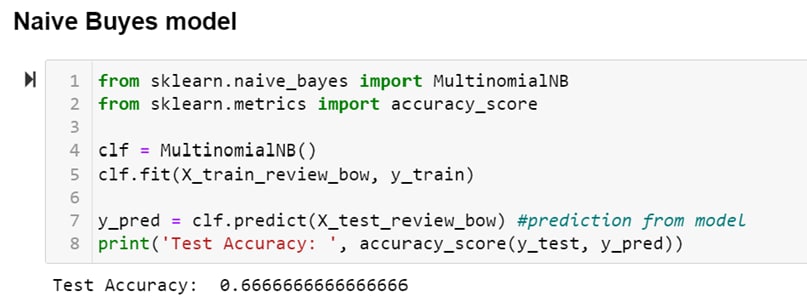 Naive Buyes model
1 from sklearn.naive_bayes import MultinomialNB
2 from sklearn.metrics import accuracy_score
3
4 clf = MultinomialNB()
5 clf.fit(X_train_review_bow, y_train)
6
7 y_pred = clf.predict(X_test_review_bow) #prediction from model
8 print('Test Accuracy: ', accuracy_score(y_test, y_pred))
Test Accuracy:  0.6666666666666666